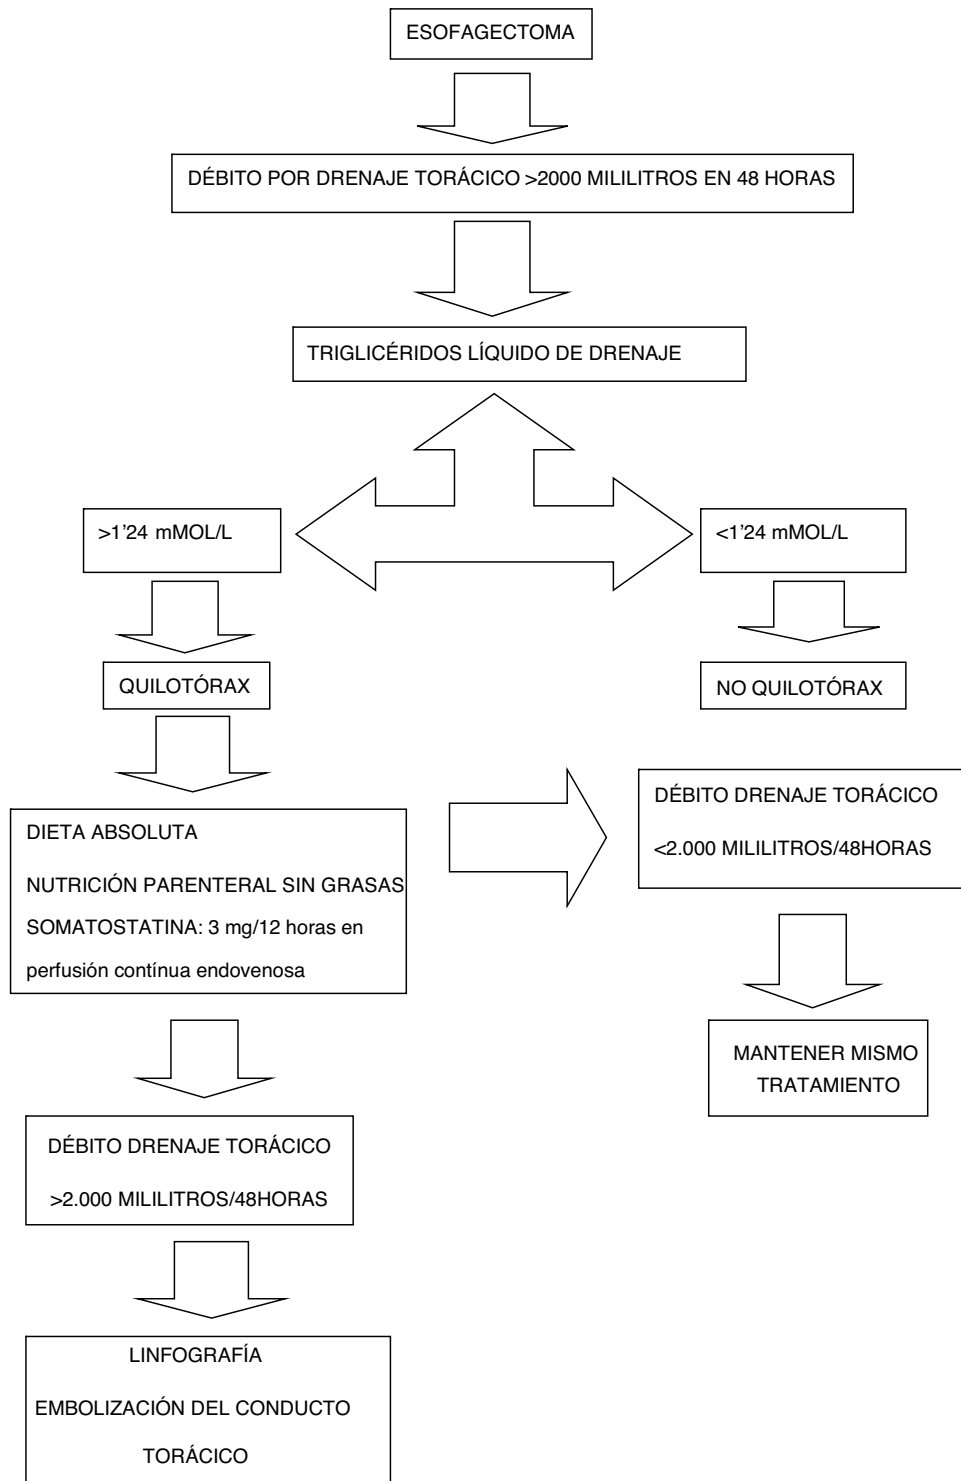 ESOFAGECTOMA
DÉBITO POR DRENAJE TORÁCICO >2000 MILILITROS EN 48 HORAS
TRIGLICÉRIDOS LÍQUIDO DE DRENAJE
>1'24 mMOL/L
<1'24 mMOL/L
QUILOTÓRAX
NO QUILOTÓRAX
DIETA ABSOLUTA
NUTRICIÓN PARENTERAL SIN GRASAS
SOMATOSTATINA: 3 mg/12 horas en
perfusión contínua endovenosa
DÉBITO DRENAJE TORÁCICO
<2.000 MILILITROS/48HORAS
MANTENER MISMO
TRATAMIENTO
DÉBITO DRENAJE TORÁCICO
>2.000 MILILITROS/48HORAS
LINFOGRAFÍA
EMBOLIZACIÓN DEL CONDUCTO
TORÁCICO